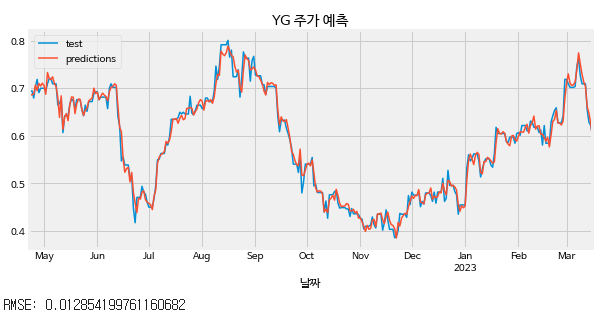 YG 주가 예측
test
predictions
0.8
0.7
0.6
0.5
0.4
May Jun Jul Aug Sep Oct Nov Dec Jan Feb Mar
2023
날짜
RMSE: 0.012854199761160682